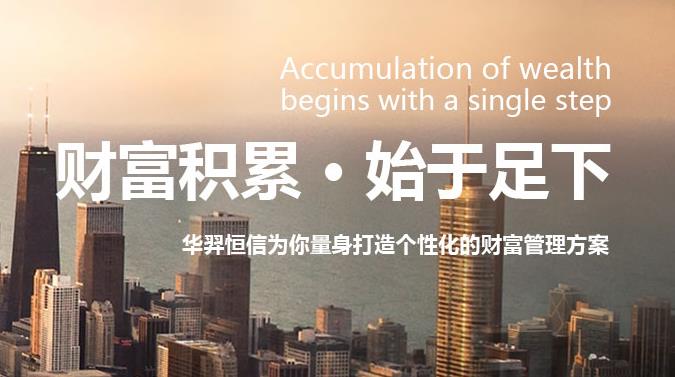 Accumulation of wealth
begins with a single step
财富积累·始于足下
华羿恒信为你量身打造个性化的财富管理方案